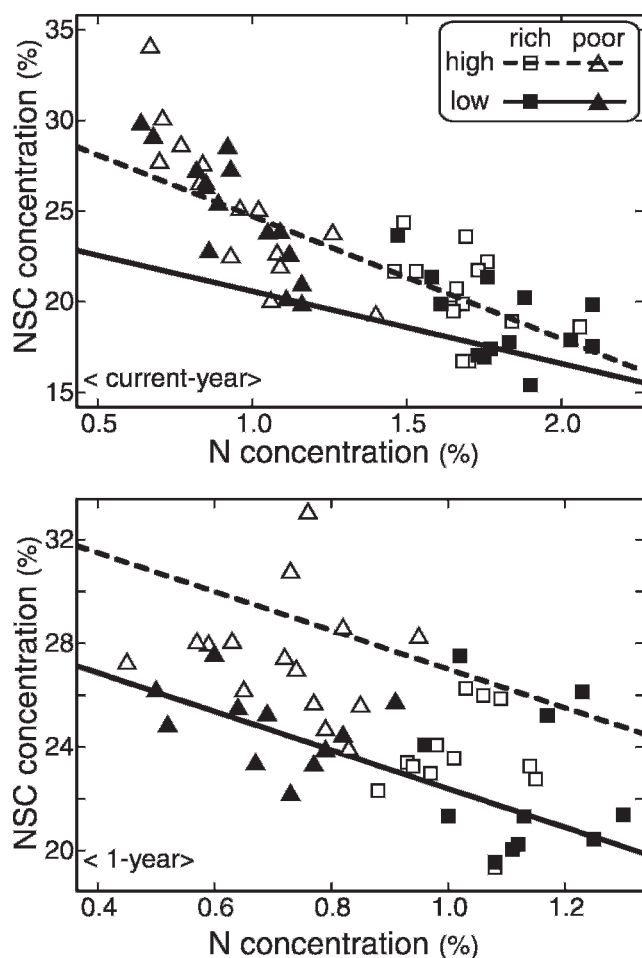 35
30
25
20
15
NSC concentration (%)
rich poor
high
low
< current-year>
0.5 1.0 1.5 2.0
N concentration (%)
32
28
24
20
NSC concentration (%)
< 1-year>
0.4 0.6 0.8 1.0 1.2
N concentration (%)